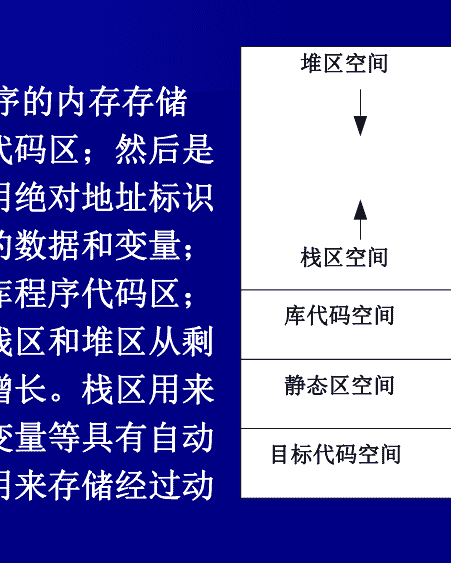 序的内存存储
代码区；然后是
用绝对地址标识
的数据和变量；
库程序代码区；
栈区和堆区从剩
增长。栈区用来
变量等具有自动
用来存储经过动
堆区空间
栈区空间
库代码空间
静态区空间
目标代码空间